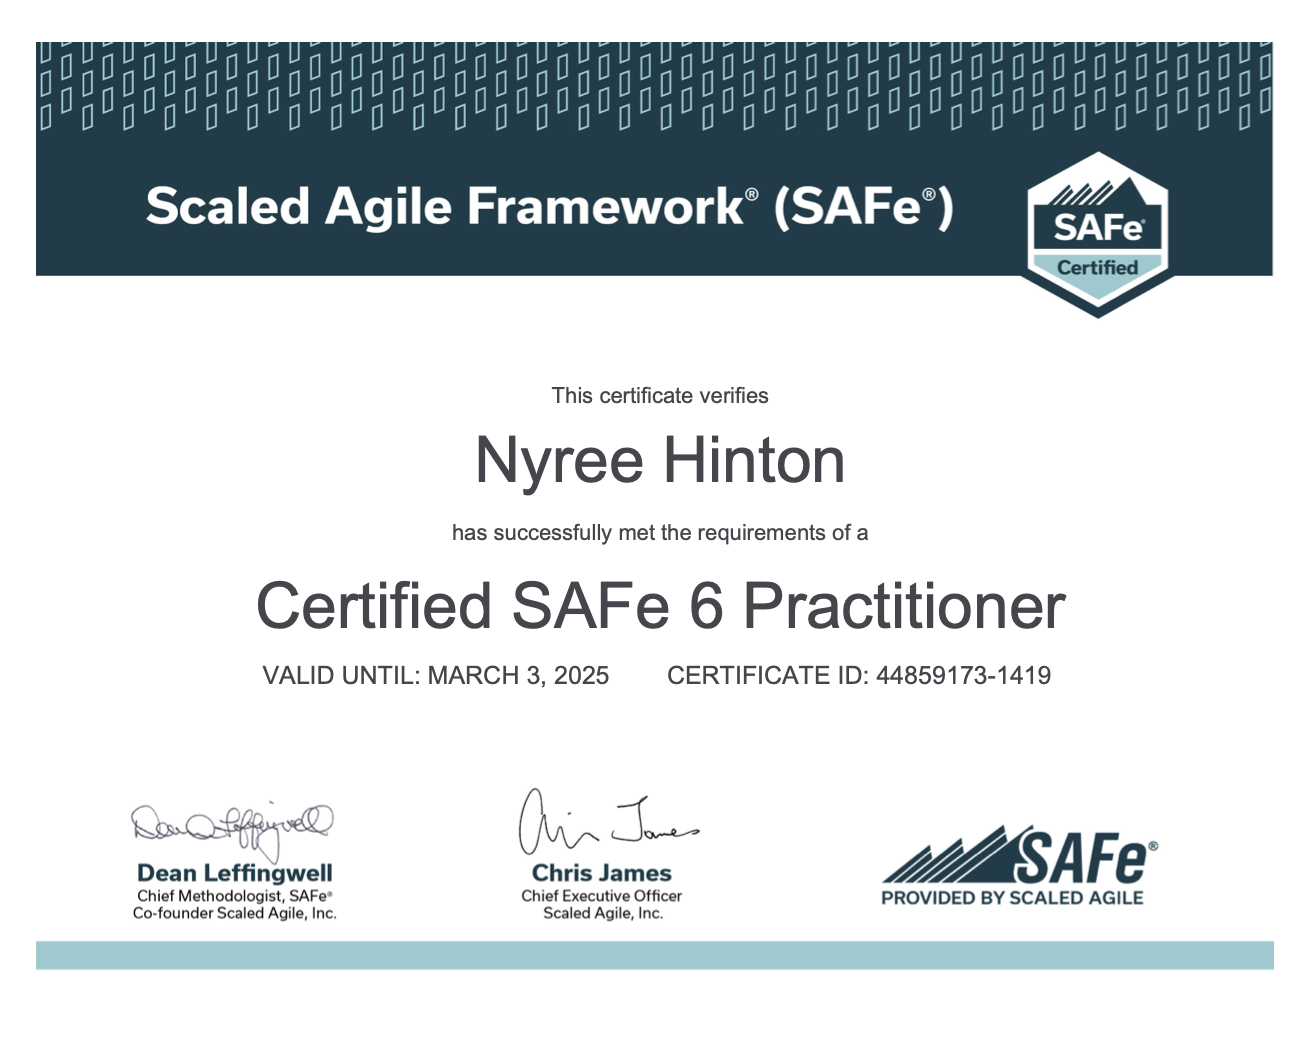 Scaled Agile Framework® (SAFe®)
SAFe®
Certified
This certificate verifies
Nyree Hinton
has successfully met the requirements of a
Certified SAFe 6 Practitioner
VALID UNTIL: MARCH 3, 2025 CERTIFICATE ID: 44859173-1419
Dean Leffingwell
Dean Leffingwell
Chief Methodologist, SAFe®
Co-founder Scaled Agile, Inc.
Chris James
Chris James
Chief Executive Officer
Scaled Agile, Inc.
SAFe®
PROVIDED BY SCALED AGILE